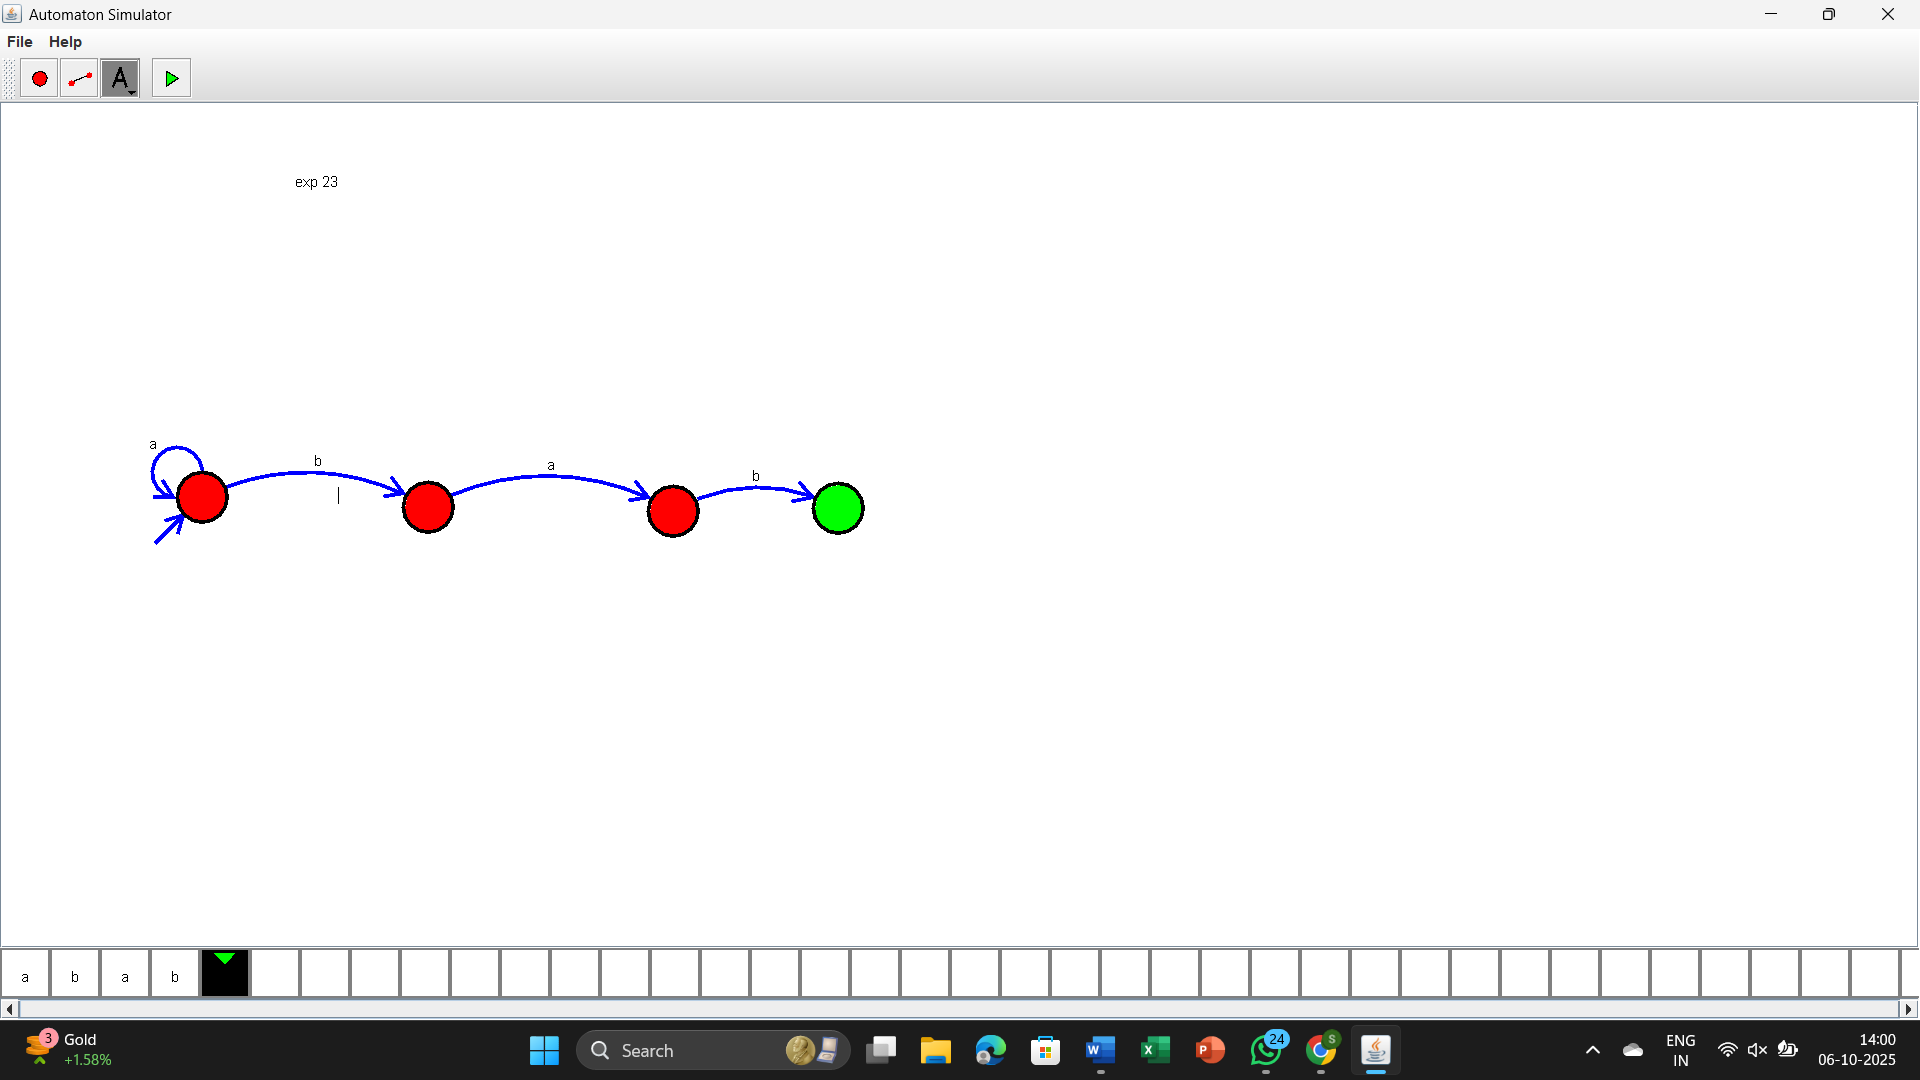 Automaton Simulator
File Help
A
exp 23
a
b
a
b
a b a b
3 Gold
+1.58%
Search
24
S
ENG
IN
14:00
06-10-2025